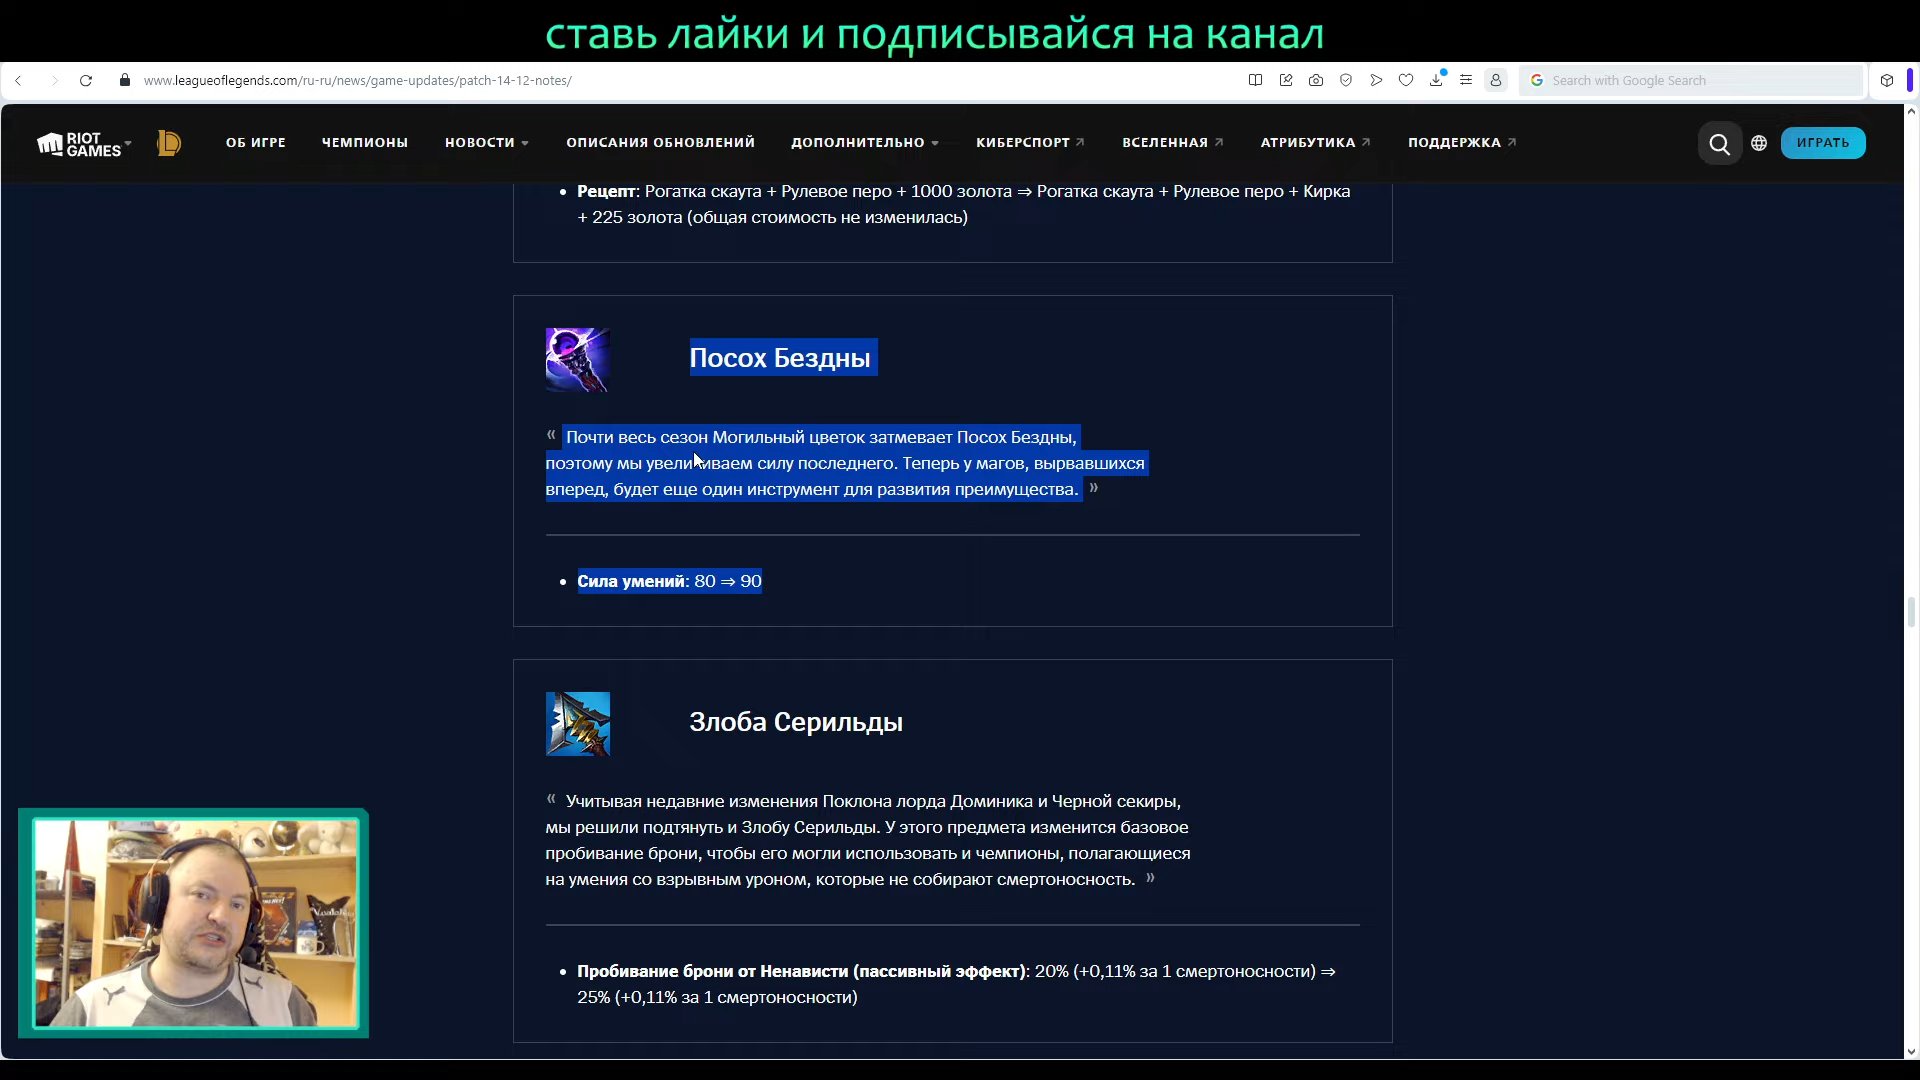 ставь лайки и подписывайся на канал
www.leagueoflegends.com/ru-ru/news/game-updates/patch-14-12-notes/
Search with Google Search
RIOT GAMES
ОБ ИГРЕ
ЧЕМПИОНЫ
НОВОСТИ
ОПИСАНИЯ ОБНОВЛЕНИЙ
ДОПОЛНИТЕЛЬНО
КИБЕРСПОРТ
ВСЕЛЕННАЯ
АТРИБУТИКА
ПОДДЕРЖКА
ИГРАТЬ
• Рецепт: Рогатка скаута + Рулевое перо + 1000 золота ⇒ Рогатка скаута + Рулевое перо + Кирка
+ 225 золота (общая стоимость не изменилась)
Посох Бездны
« Почти весь сезон Могильный цветок затмевает Посох Бездны,
поэтому мы увеличиваем силу последнего. Теперь у магов, вырвавшихся
вперед, будет еще один инструмент для развития преимущества. »
• Сила умений: 80 ⇒ 90
Злоба Серильды
« Учитывая недавние изменения Поклона лорда Доминика и Черной секиры,
мы решили подтянуть и Злобу Серильды. У этого предмета изменится базовое
пробивание брони, чтобы его могли использовать и чемпионы, полагающиеся
на умения со взрывным уроном, которые не собирают смертоносность. »
• Пробивание брони от Ненависти (пассивный эффект): 20% (+0,11% за 1 смертоносности) ⇒
25% (+0,11% за 1 смертоносности)